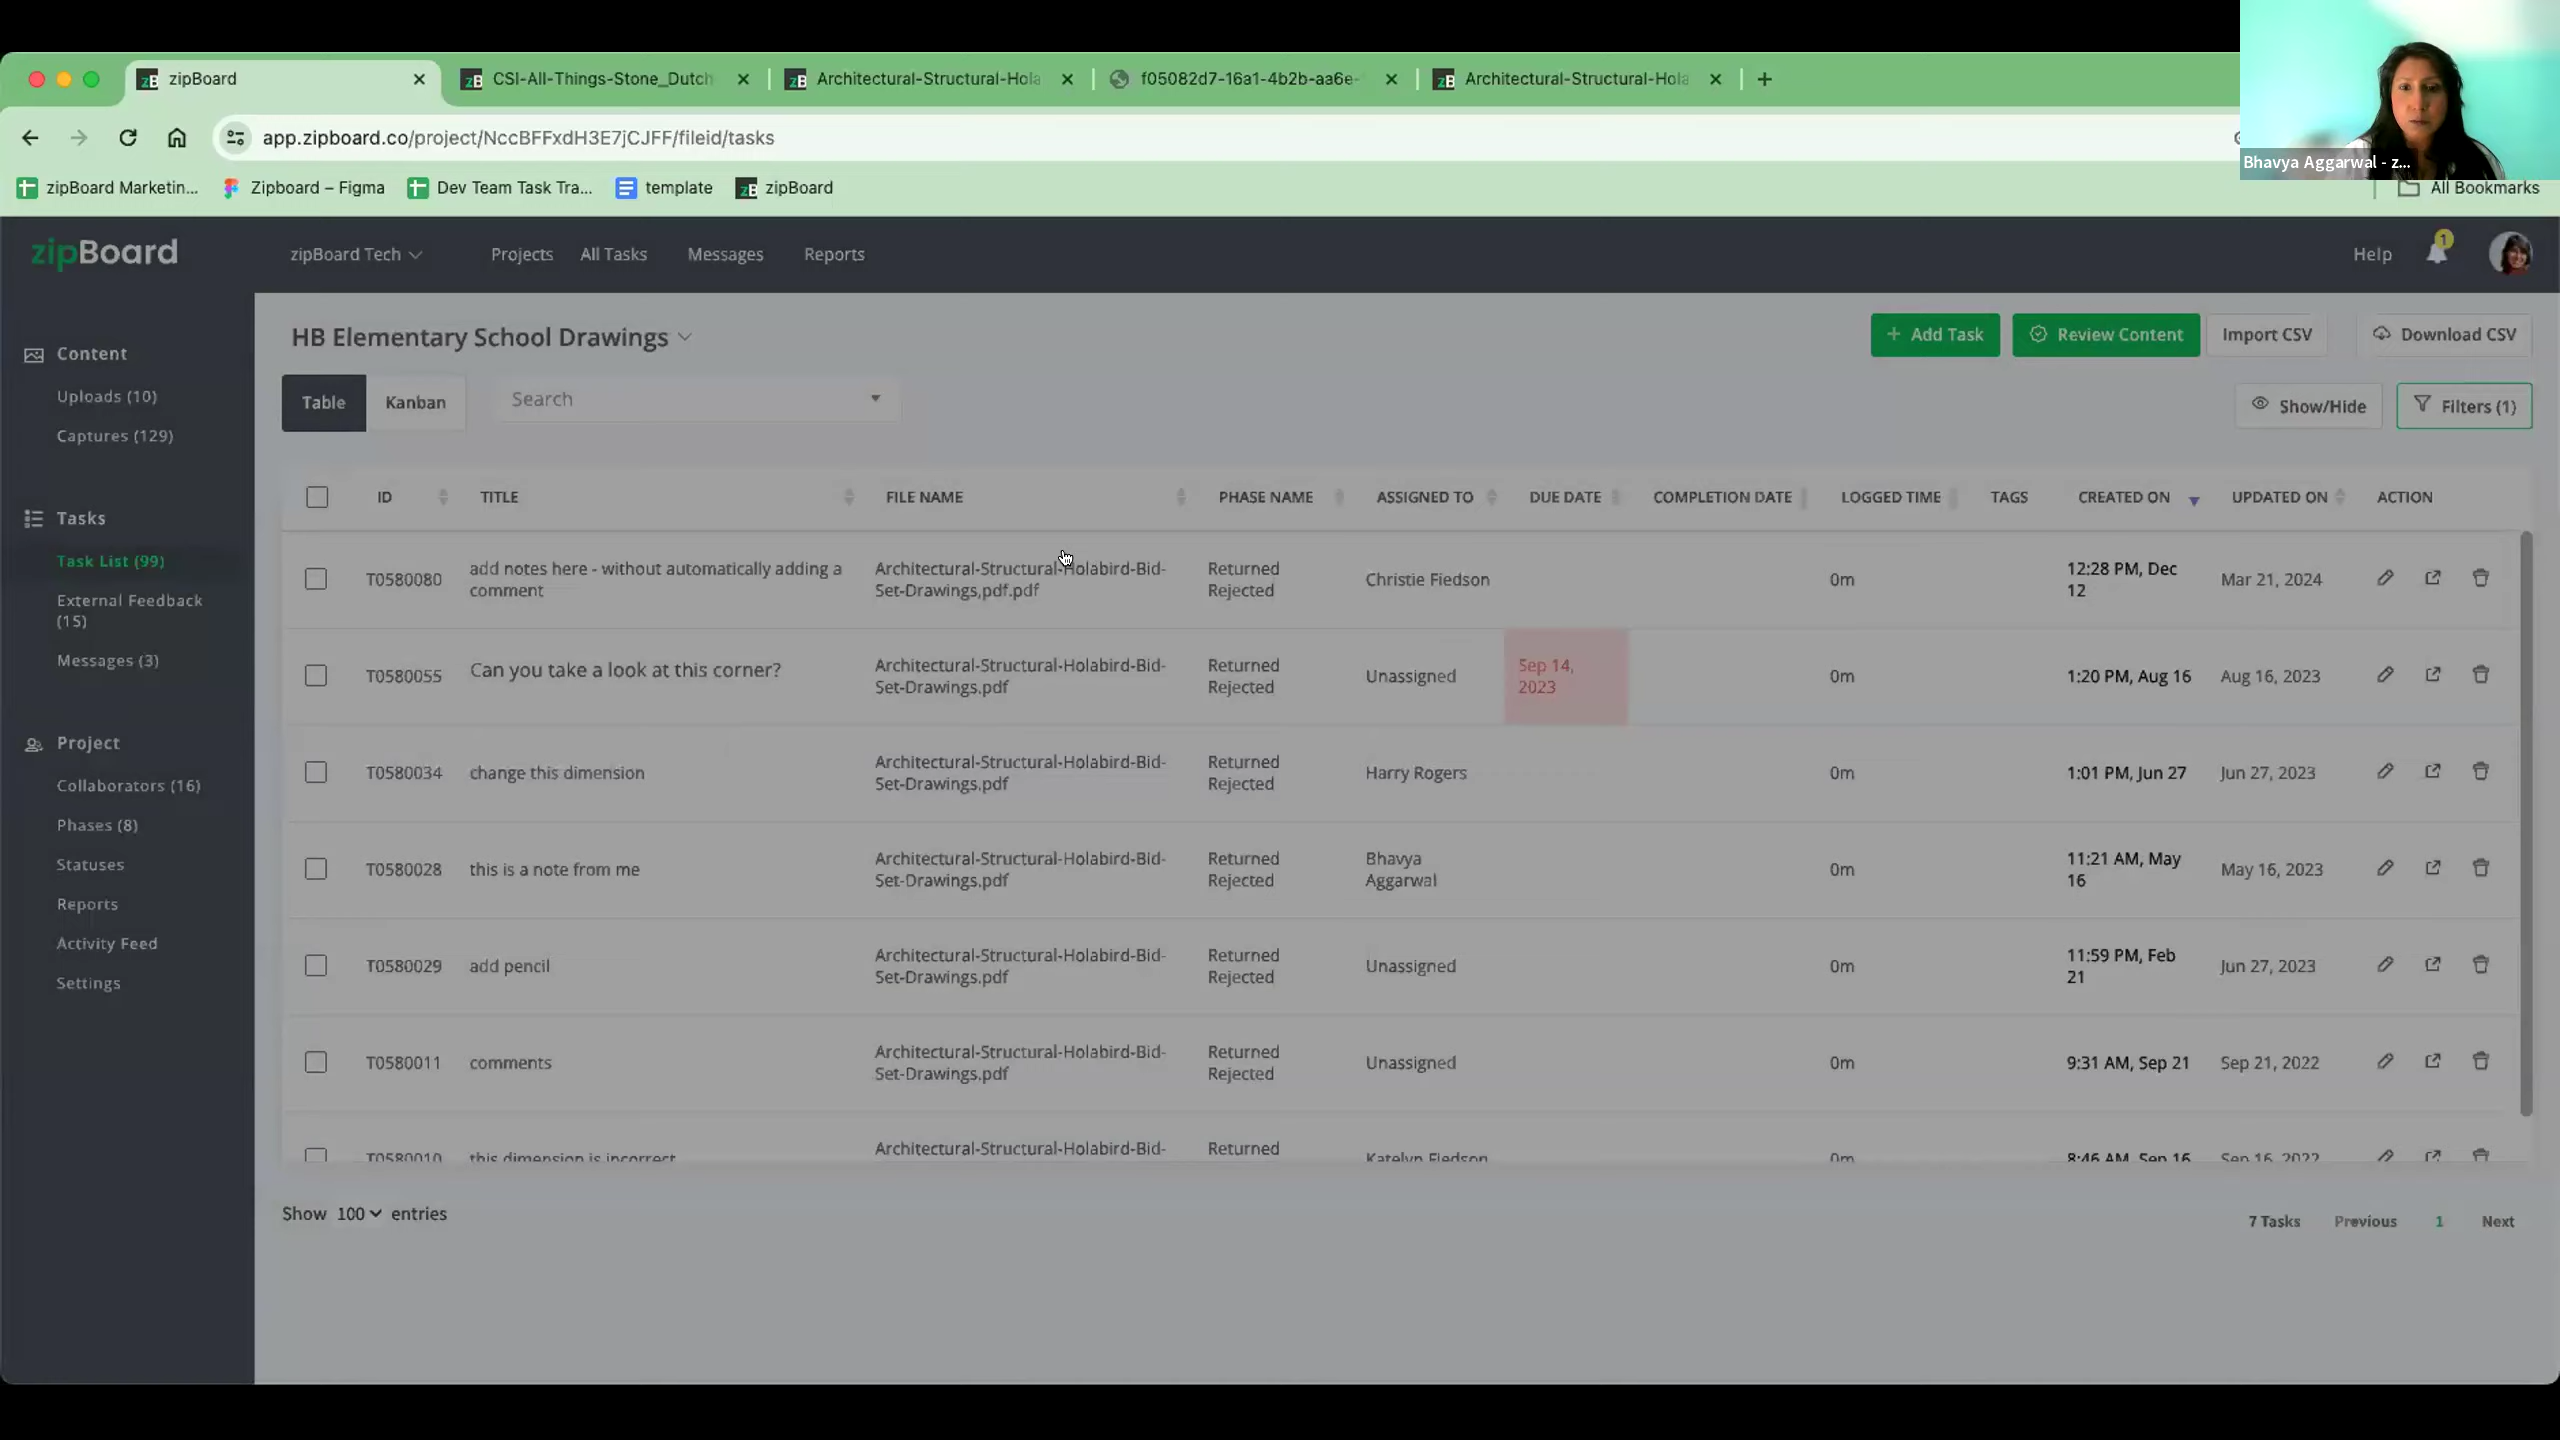 zipBoard
CSI-All-Things-Stone_Dutch
Architectural-Structural-Hola
f05082d7-16a1-4b2b-aa6e-
Architectural-Structural-Hola
app.zipboard.co/project/NccBFFxdH3E7jCJFF/fileid/tasks
Bhavya Aggarwal - z...
zipBoard Marketin...
Zipboard – Figma
Dev Team Task Tra...
template
zipBoard
All Bookmarks
zipBoard
zipBoard Tech
Projects
All Tasks
Messages
Reports
Help
1
Content
Uploads (10)
Captures (129)
Tasks
Task List (99)
External Feedback
(15)
Messages (3)
Project
Collaborators (16)
Phases (8)
Statuses
Reports
Activity Feed
Settings
HB Elementary School Drawings
+ Add Task
Review Content
Import CSV
Download CSV
Table
Kanban
Search
Show/Hide
Filters (1)
ID TITLE FILE NAME PHASE NAME ASSIGNED TO DUE DATE COMPLETION DATE LOGGED TIME TAGS CREATED ON UPDATED ON ACTION
T0580080
add notes here - without automatically adding a
comment
Architectural-Structural-Holabird-Bid-
Set-Drawings,pdf.pdf
Returned
Rejected
Christie Fiedson
0m
12:28 PM, Dec
12
Mar 21, 2024
T0580055
Can you take a look at this corner?
Architectural-Structural-Holabird-Bid-
Set-Drawings.pdf
Returned
Rejected
Unassigned
Sep 14,
2023
0m
1:20 PM, Aug 16
Aug 16, 2023
T0580034
change this dimension
Architectural-Structural-Holabird-Bid-
Set-Drawings.pdf
Returned
Rejected
Harry Rogers
0m
1:01 PM, Jun 27
Jun 27, 2023
T0580028
this is a note from me
Architectural-Structural-Holabird-Bid-
Set-Drawings.pdf
Returned
Rejected
Bhavya
Aggarwal
0m
11:21 AM, May
16
May 16, 2023
T0580029
add pencil
Architectural-Structural-Holabird-Bid-
Set-Drawings.pdf
Returned
Rejected
Unassigned
0m
11:59 PM, Feb
21
Jun 27, 2023
T0580011
comments
Architectural-Structural-Holabird-Bid-
Set-Drawings.pdf
Returned
Rejected
Unassigned
0m
9:31 AM, Sep 21
Sep 21, 2022
T0580010
this dimension is incorrect
Architectural-Structural-Holabird-Bid-
Returned
Katelyn Fiedson
0m
8:46 AM, Sep 16
Sep 16, 2022
Show 100 entries
7 Tasks
Previous
1
Next